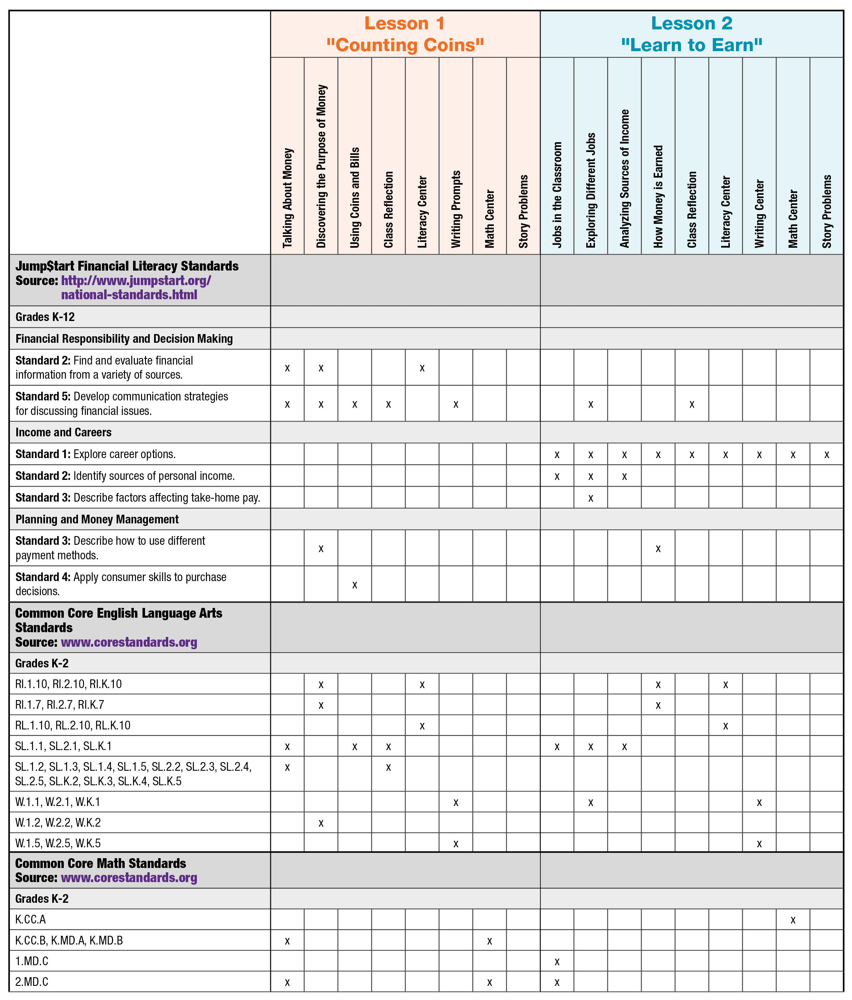 Lesson 1
"Counting Coins"
Lesson 2
"Learn to Earn"
Talking About Money
Discovering the Purpose of Money
Using Coins and Bills
Class Reflection
Literacy Center
Writing Prompts
Math Center
Story Problems
Jobs in the Classroom
Exploring Different Jobs
Analyzing Sources of Income
How Money is Earned
Class Reflection
Literacy Center
Writing Center
Math Center
Story Problems
Jump$tart Financial Literacy Standards
Source: http://www.jumpstart.org/
national-standards.html
Grades K-12
Financial Responsibility and Decision Making
Standard 2: Find and evaluate financial
information from a variety of sources.
x x x
Standard 5: Develop communication strategies
for discussing financial issues.
x x x x x x x
Income and Careers
Standard 1: Explore career options.
x x x x x x x x x
Standard 2: Identify sources of personal income.
x x x
Standard 3: Describe factors affecting take-home pay.
x
Planning and Money Management
Standard 3: Describe how to use different
payment methods.
x x
Standard 4: Apply consumer skills to purchase
decisions.
x
Common Core English Language Arts
Standards
Source: www.corestandards.org
Grades K-2
RI.1.10, RI.2.10, RI.K.10 x x x x
RI.1.7, RI.2.7, RI.K.7 x x
RL.1.10, RL.2.10, RL.K.10 x x
SL.1.1, SL.2.1, SL.K.1 x x x x x x
SL.1.2, SL.1.3, SL.1.4, SL.1.5, SL.2.2, SL.2.3, SL.2.4, x x
SL.2.5, SL.K.2, SL.K.3, SL.K.4, SL.K.5
W.1.1, W.2.1, W.K.1 x x x
W.1.2, W.2.2, W.K.2 x
W.1.5, W.2.5, W.K.5 x x
Common Core Math Standards
Source: www.corestandards.org
Grades K-2
K.CC.A x
K.CC.B, K.MD.A, K.MD.B x x
1.MD.C x
2.MD.C x x x